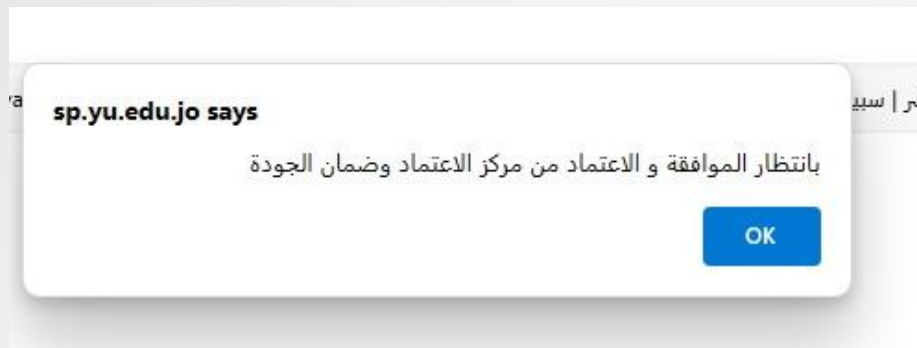 sp.yu.edu.jo says
بانتظار الموافقة و الاعتماد من مركز الاعتماد وضمان الجودة
OK